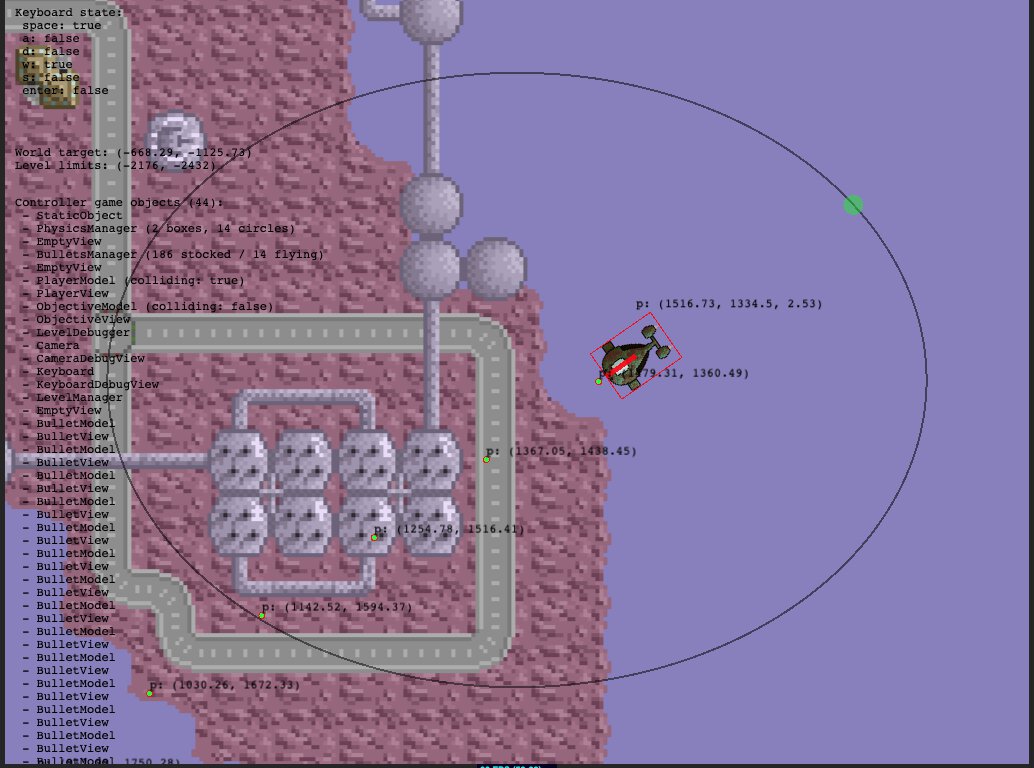 Keyboard state:
space: true
a: false
d: false
w: true
s: false
enter: false
World target: (-668.29, -1125.73)
Level limits: (-2176, -2432)
Controller game objects (44):
- StaticObject
- PhysicsManager (2 boxes, 14 circles)
- EmptyView
- BulletsManager (186 stocked / 14 flying)
- EmptyView
- PlayerModel (colliding: true)
- PlayerView
- ObjectiveModel (colliding: false)
- ObjectiveView
- LevelDebugger
- Camera
- CameraDebugView
- Keyboard
- KeyboardDebugView
- LevelManager
- EmptyView
- BulletModel
- BulletView
- BulletModel
- BulletView
- BulletModel
- BulletView
- BulletModel
- BulletView
- BulletModel
- BulletView
- BulletModel
- BulletView
- BulletModel
- BulletView
- BulletModel
- BulletView
- BulletModel
- BulletView
- BulletModel
- BulletView
- BulletModel
- BulletView
- BulletModel
- BulletView
- BulletModel
- BulletView
- BulletModel
p: (1516.73, 1334.5, 2.53)
p: (1479.31, 1360.49)
p: (1367.05, 1438.45)
p: (1254.78, 1516.41)
p: (1142.52, 1594.37)
p: (1030.26, 1672.33)
1750.28)